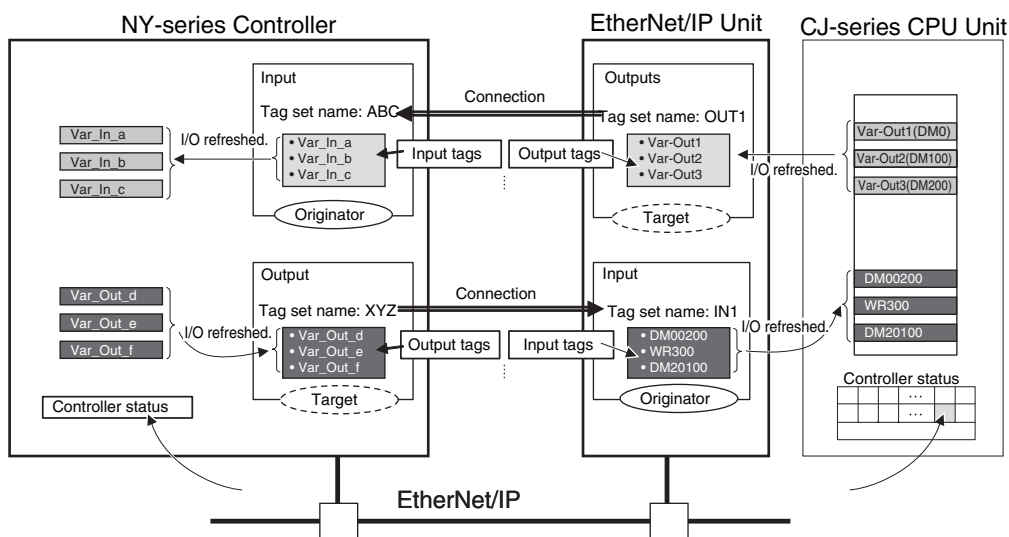 NY-series Controller
EtherNet/IP Unit
CJ-series CPU Unit
Input
Tag set name: ABC
• Var_In_a
• Var_In_b
• Var_In_c
Originator
I/O refreshed.
Var_In_a
Var_In_b
Var_In_c
Connection
Input tags
Output tags
Outputs
Tag set name: OUT1
• Var-Out1
• Var-Out2
• Var-Out3
Target
I/O refreshed.
Var-Out1(DM0)
Var-Out2(DM100)
Var-Out3(DM200)
Var_Out_d
Var_Out_e
Var_Out_f
I/O refreshed.
Output
Tag set name: XYZ
• Var_Out_d
• Var_Out_e
• Var_Out_f
Target
Connection
Output tags
Input tags
Input
Tag set name: IN1
• DM00200
• WR300
• DM20100
Originator
I/O refreshed.
DM00200
WR300
DM20100
Controller status
Controller status
...
...
EtherNet/IP